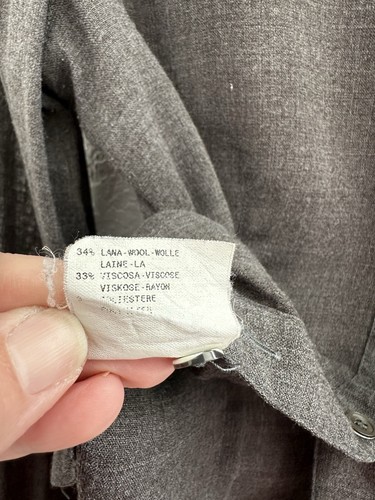 34% LANA-WOOL-WOLLE
LAINE-LA
33% VISCOSA-VISCOSE
VISKOSE-RAYON